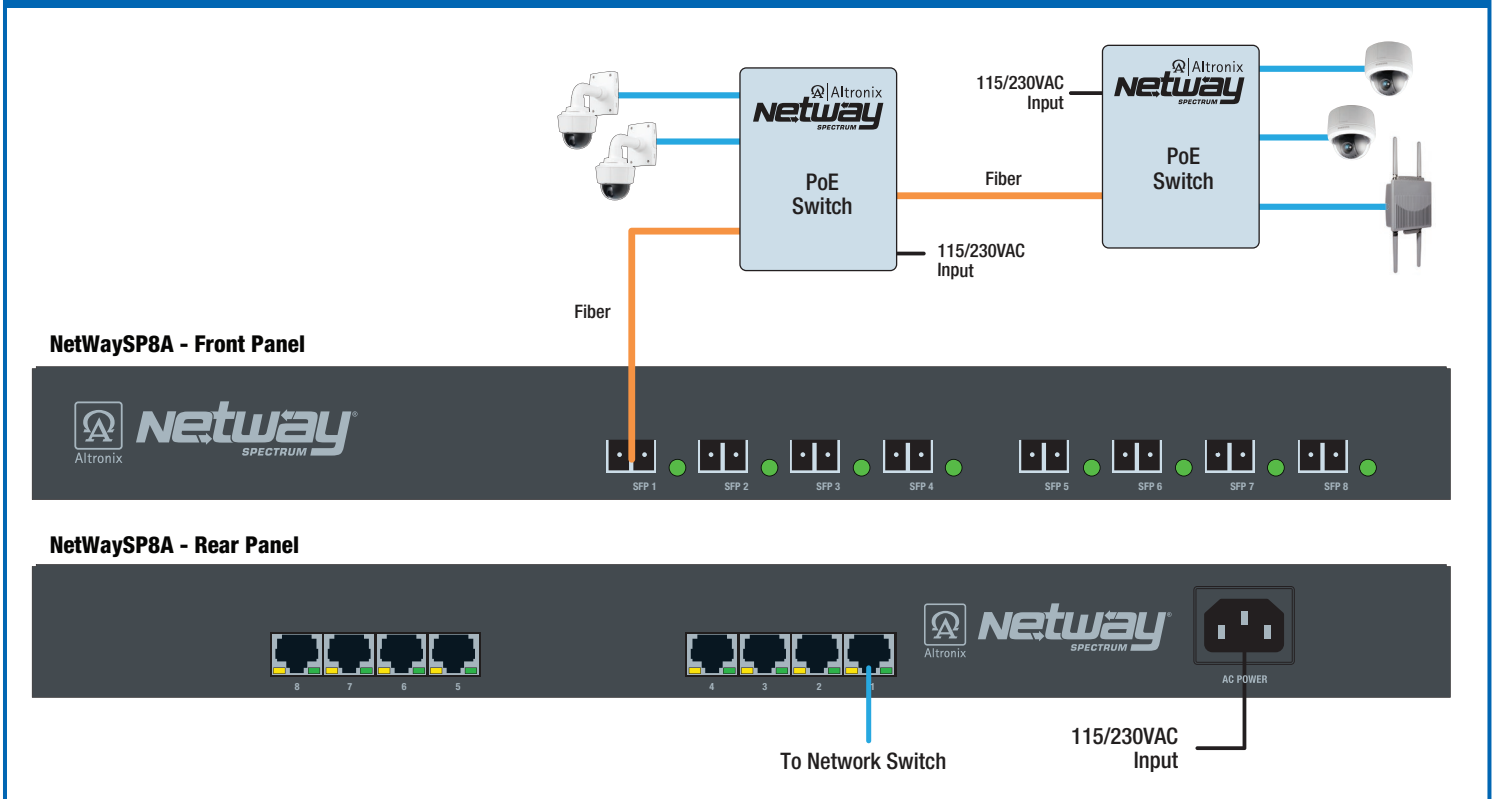 Altronix
Netway
SPECTRUM
PoE
Switch
115/230VAC
Input
Altronix
Netway
SPECTRUM
PoE
Switch
Fiber
115/230VAC
Input
Fiber
NetWaySP8A - Front Panel
Altronix
Netway®
SPECTRUM
SFP 1
SFP 2
SFP 3
SFP 4
SFP 5
SFP 6
SFP 7
SFP 8
NetWaySP8A - Rear Panel
8
7
6
5
4
3
2
1
Altronix
Netway®
SPECTRUM
AC POWER
To Network Switch
115/230VAC
Input